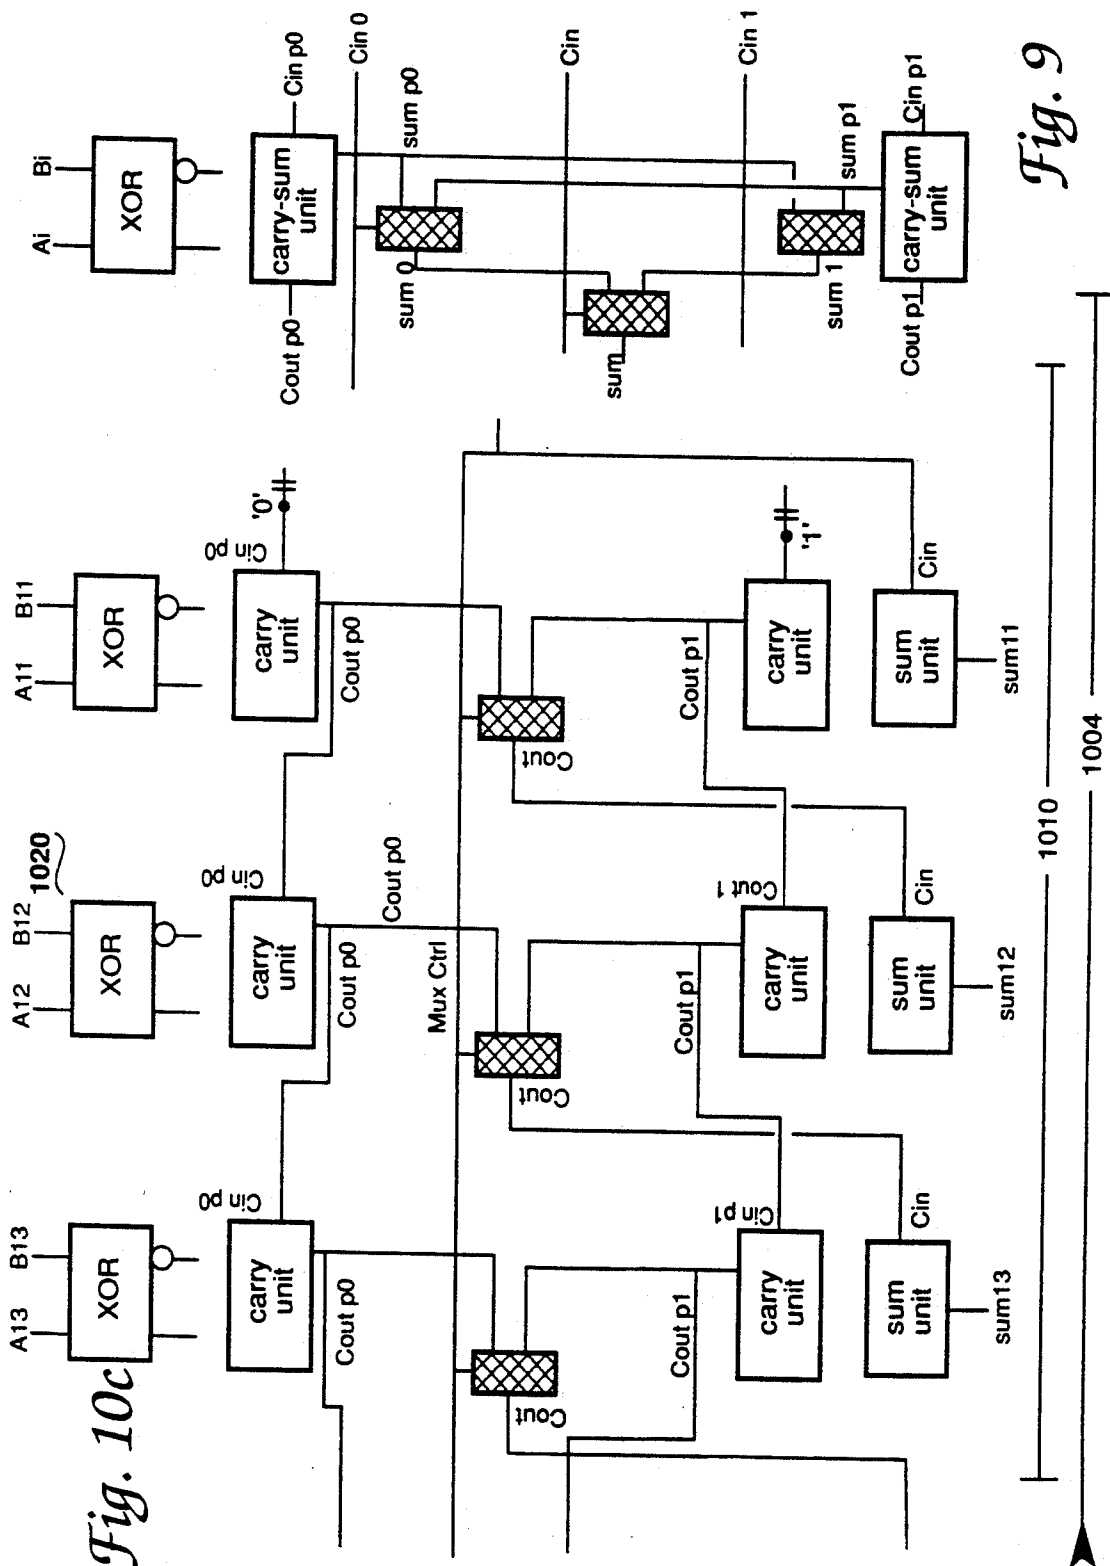 Fig. 10c
A13
B13
XOR
carry
unit
Cin p0
Cout p0
Cout
Cout p1
Cin p1
carry
unit
sum
unit
Cin
sum13
A12
B12
1020
XOR
carry
unit
Cin p0
Cout p0
Cout p0
Mux Ctrl
Cout
Cout p1
Cout 1
carry
unit
sum
unit
Cin
sum12
A11
B11
XOR
carry
unit
Cin p0
'0'
Cout p0
Cout
Cout p1
carry
unit
'1'
sum
unit
Cin
sum11
1010
1004
Ai
Bi
XOR
Cout p0
carry-sum
unit
Cin p0
Cin 0
sum p0
sum 0
Cin
sum
Cin 1
sum p1
sum 1
Cout p1
carry-sum
unit
Cin p1
Fig. 9